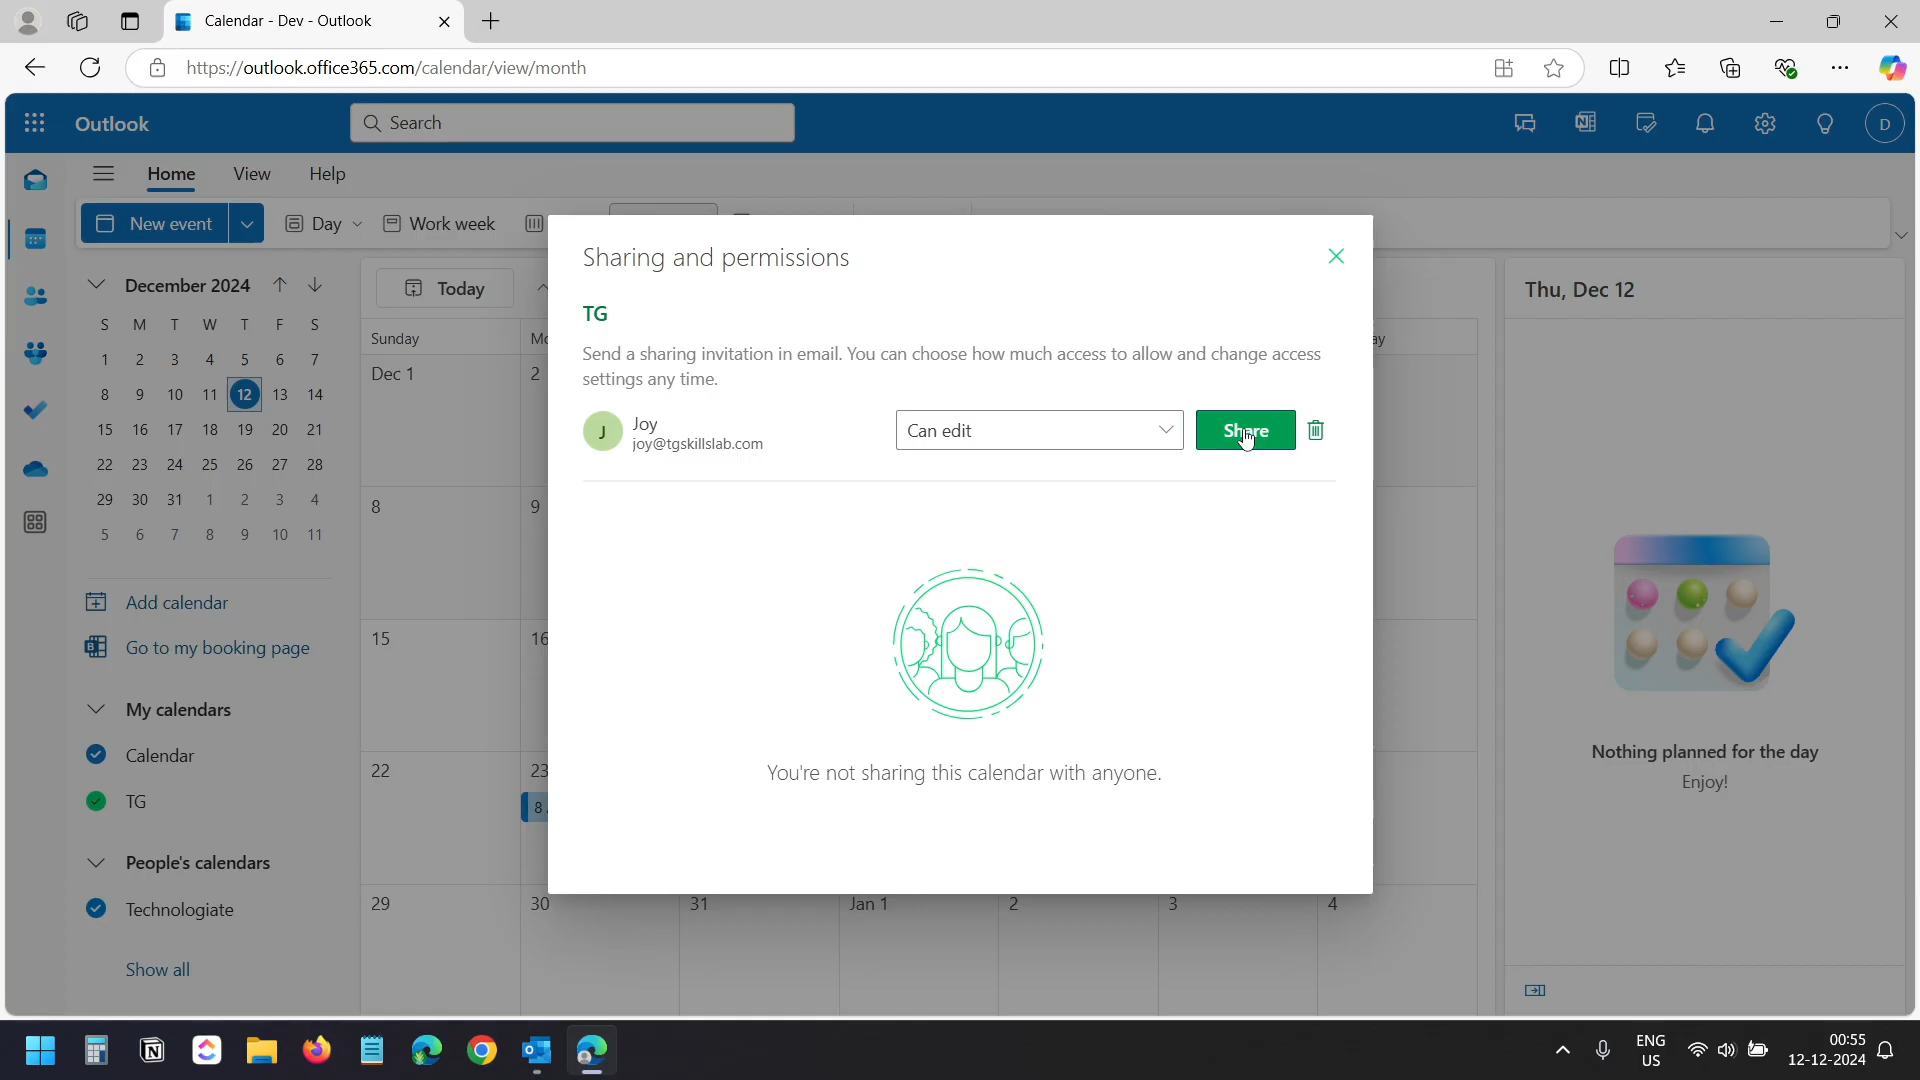 Calendar - Dev - Outlook
https://outlook.office365.com/calendar/view/month
Outlook
Search
D
Home View Help
New event Day Work week
December 2024
S M T W T F S
1 2 3 4 5 6 7
8 9 10 11 12 13 14
15 16 17 18 19 20 21
22 23 24 25 26 27 28
29 30 31 1 2 3 4
5 6 7 8 9 10 11
Add calendar
Go to my booking page
My calendars
Calendar
TG
People's calendars
Technologiate
Show all
Today
Sunday
Dec 1 2
8 9
15 16
22 23
8
29 30 31 Jan 1 2 3 4
Sharing and permissions
TG
Send a sharing invitation in email. You can choose how much access to allow and change access
settings any time.
J
Joy
joy@tgskillslab.com
Can edit
Share
You're not sharing this calendar with anyone.
Thu, Dec 12
Nothing planned for the day
Enjoy!
ENG
US
00:55
12-12-2024